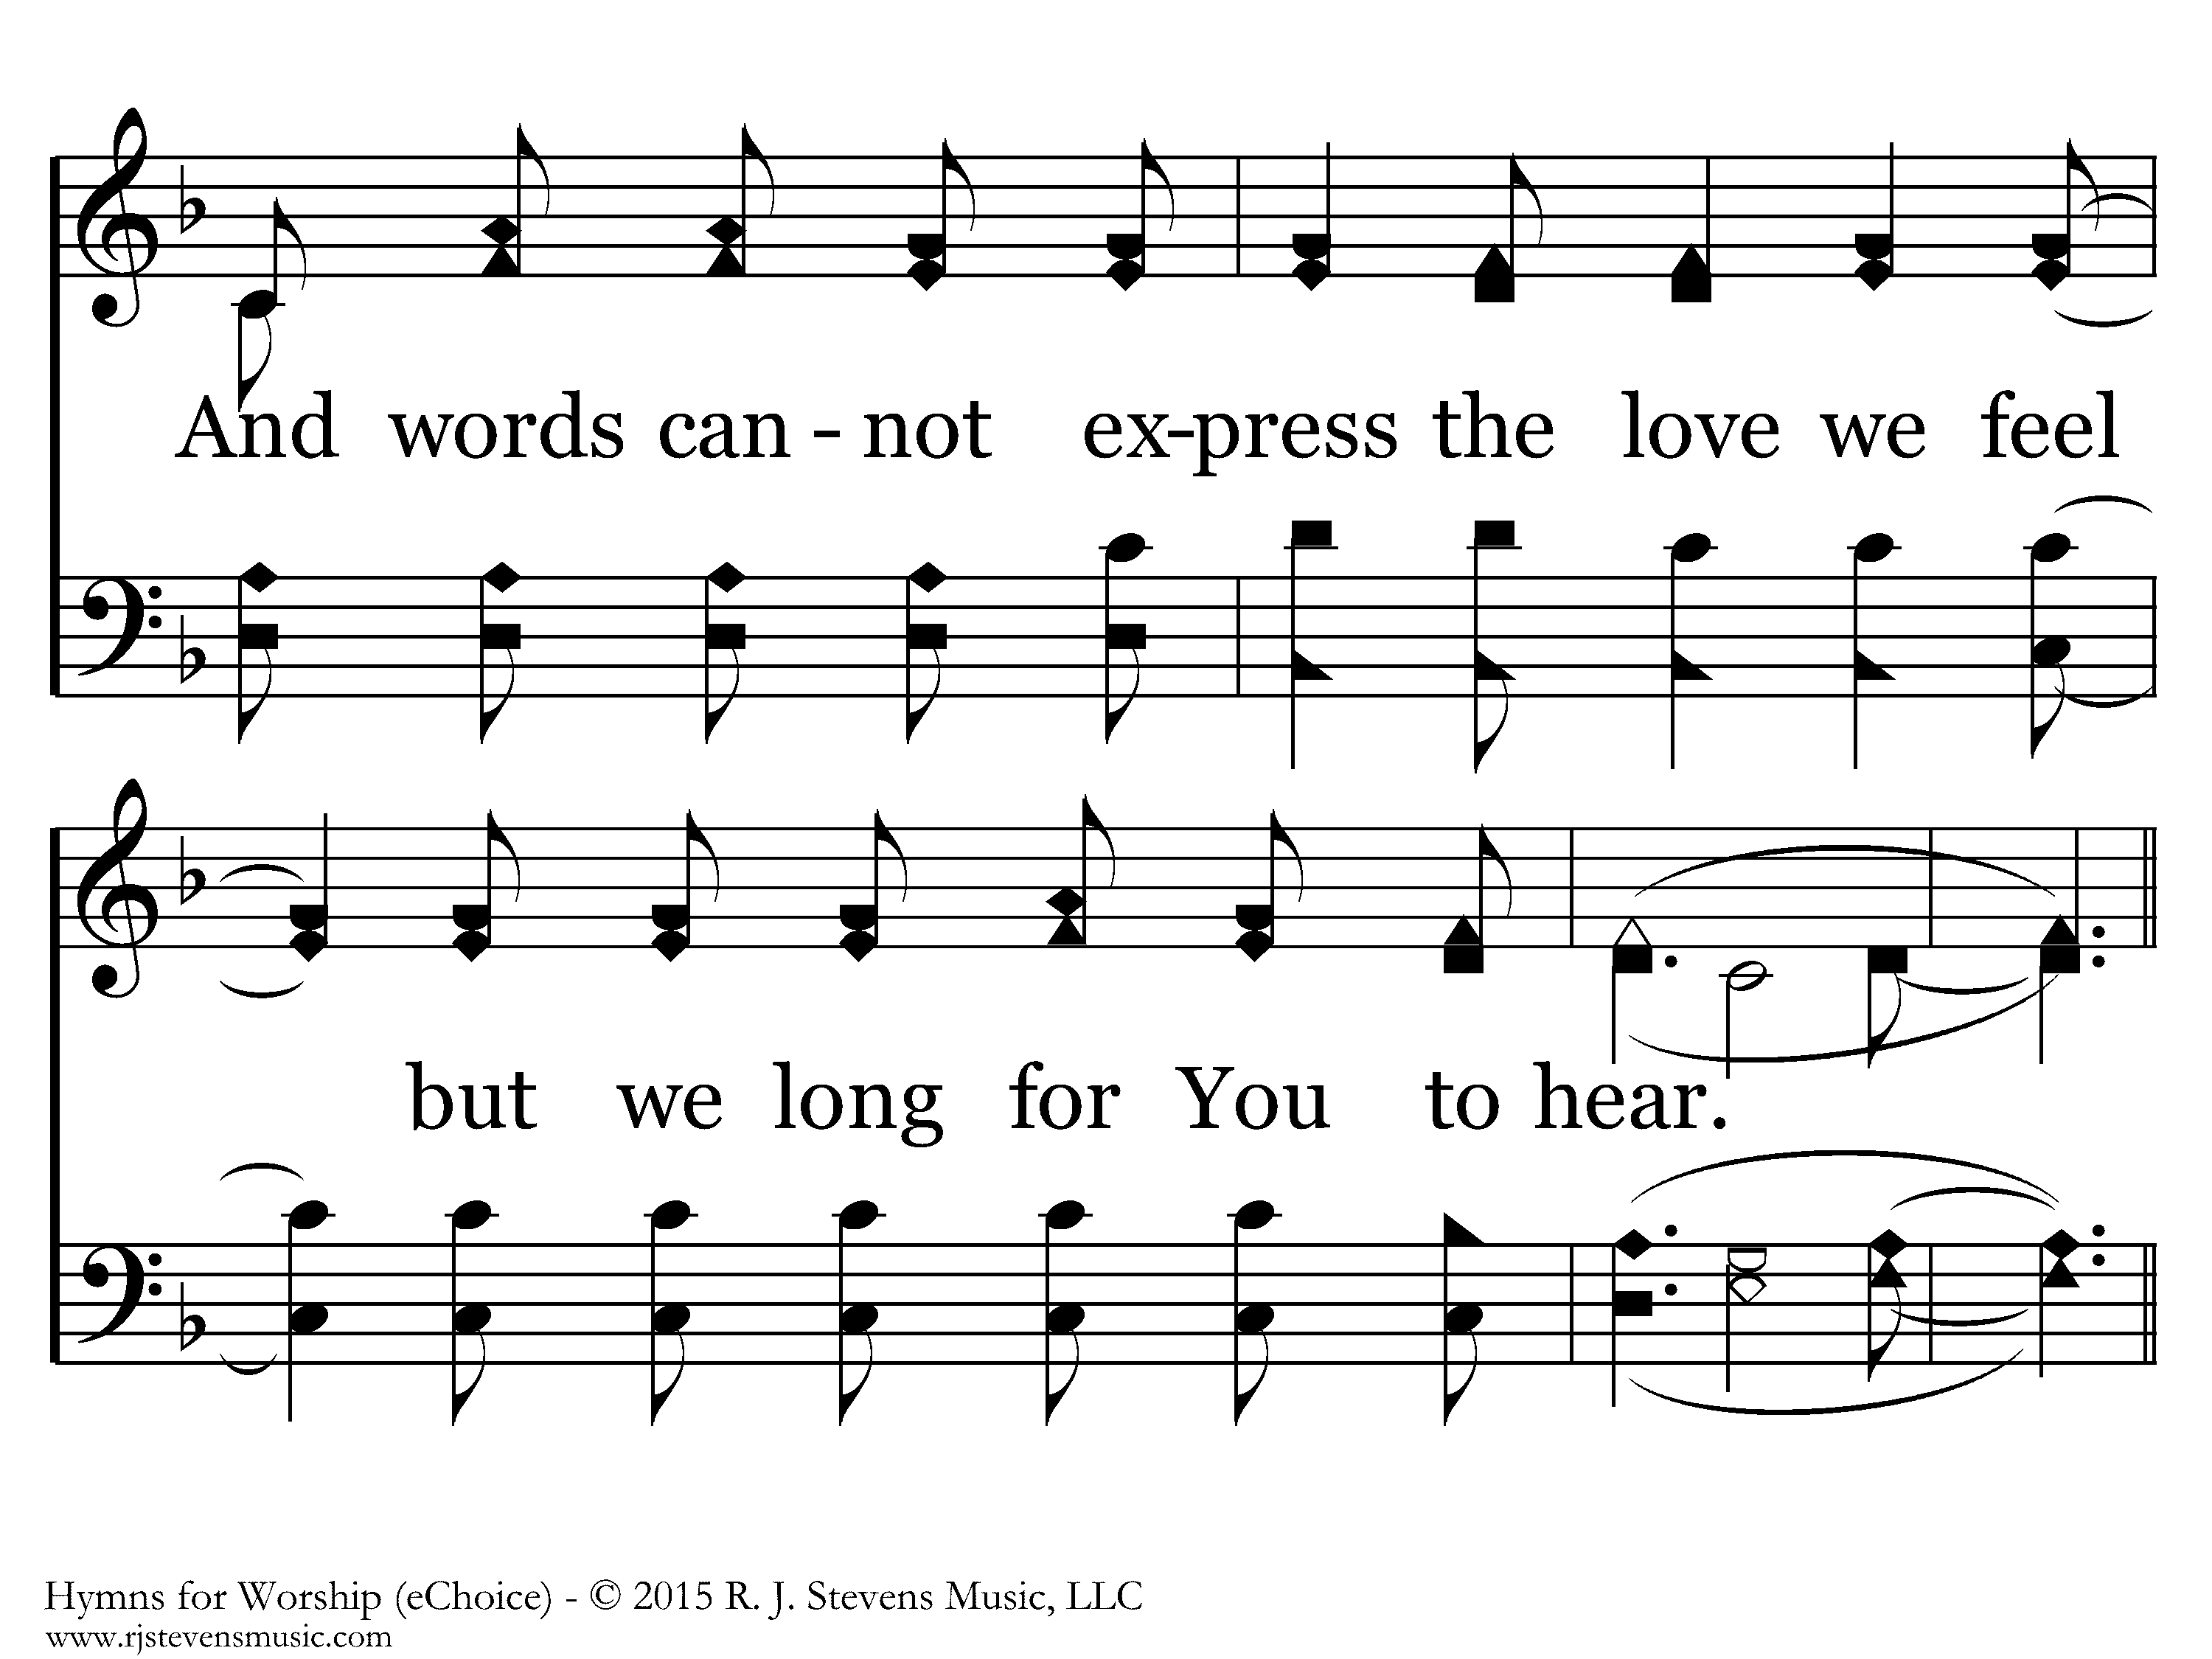 And words can - not ex-press the love we feel
but we long for You to hear.
Hymns for Worship (eChoice) - © 2015 R. J. Stevens Music, LLC
www.rjstevensmusic.com